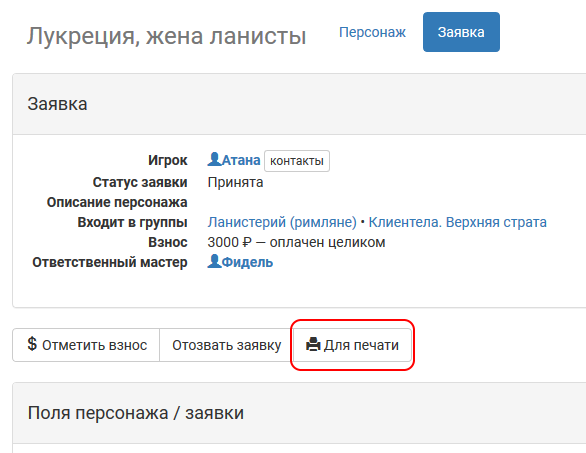 Лукреция, жена ланисты Персонаж Заявка
Заявка
Игрок Атана контакты
Статус заявки Принята
Описание персонажа
Входит в группы Ланистерий (римляне) • Клиентела. Верхняя страта
Взнос 3000 ₽ — оплачен целиком
Ответственный мастер Фидель
$ Отметить взнос Отозвать заявку Для печати
Поля персонажа / заявки